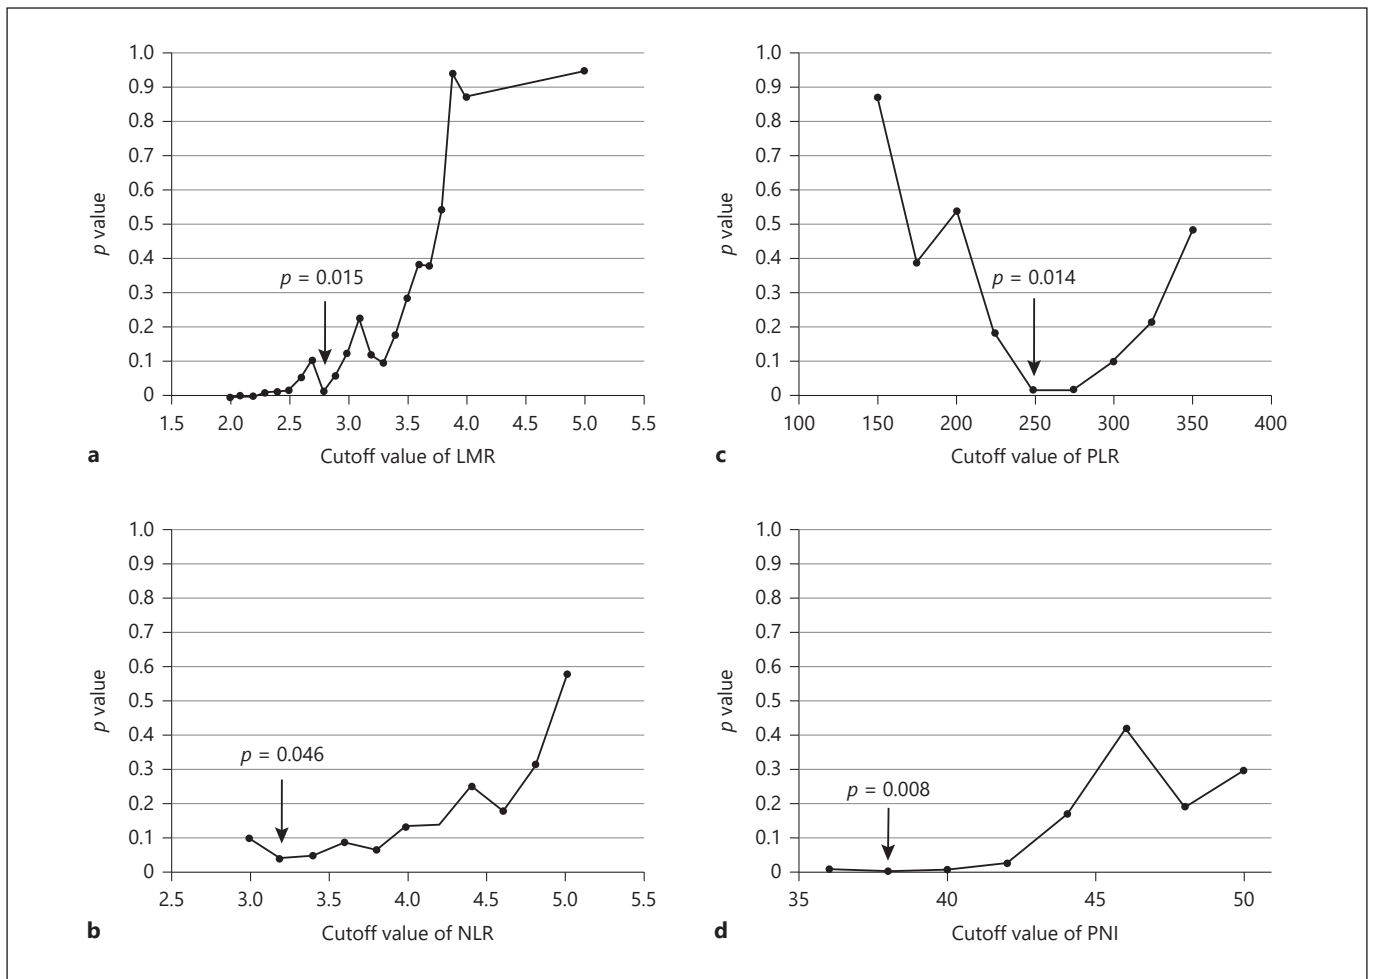 1.0
0.9
0.8
0.7
0.6
0.5
0.4
0.3
0.2
0.1
0
p value
p = 0.015
1.5 2.0 2.5 3.0 3.5 4.0 4.5 5.0 5.5
a Cutoff value of LMR
1.0
0.9
0.8
0.7
0.6
0.5
0.4
0.3
0.2
0.1
0
p value
p = 0.014
100 150 200 250 300 350 400
c Cutoff value of PLR
1.0
0.9
0.8
0.7
0.6
0.5
0.4
0.3
0.2
0.1
0
p value
p = 0.046
2.5 3.0 3.5 4.0 4.5 5.0 5.5
b Cutoff value of NLR
1.0
0.9
0.8
0.7
0.6
0.5
0.4
0.3
0.2
0.1
0
p value
p = 0.008
35 40 45 50
d Cutoff value of PNI